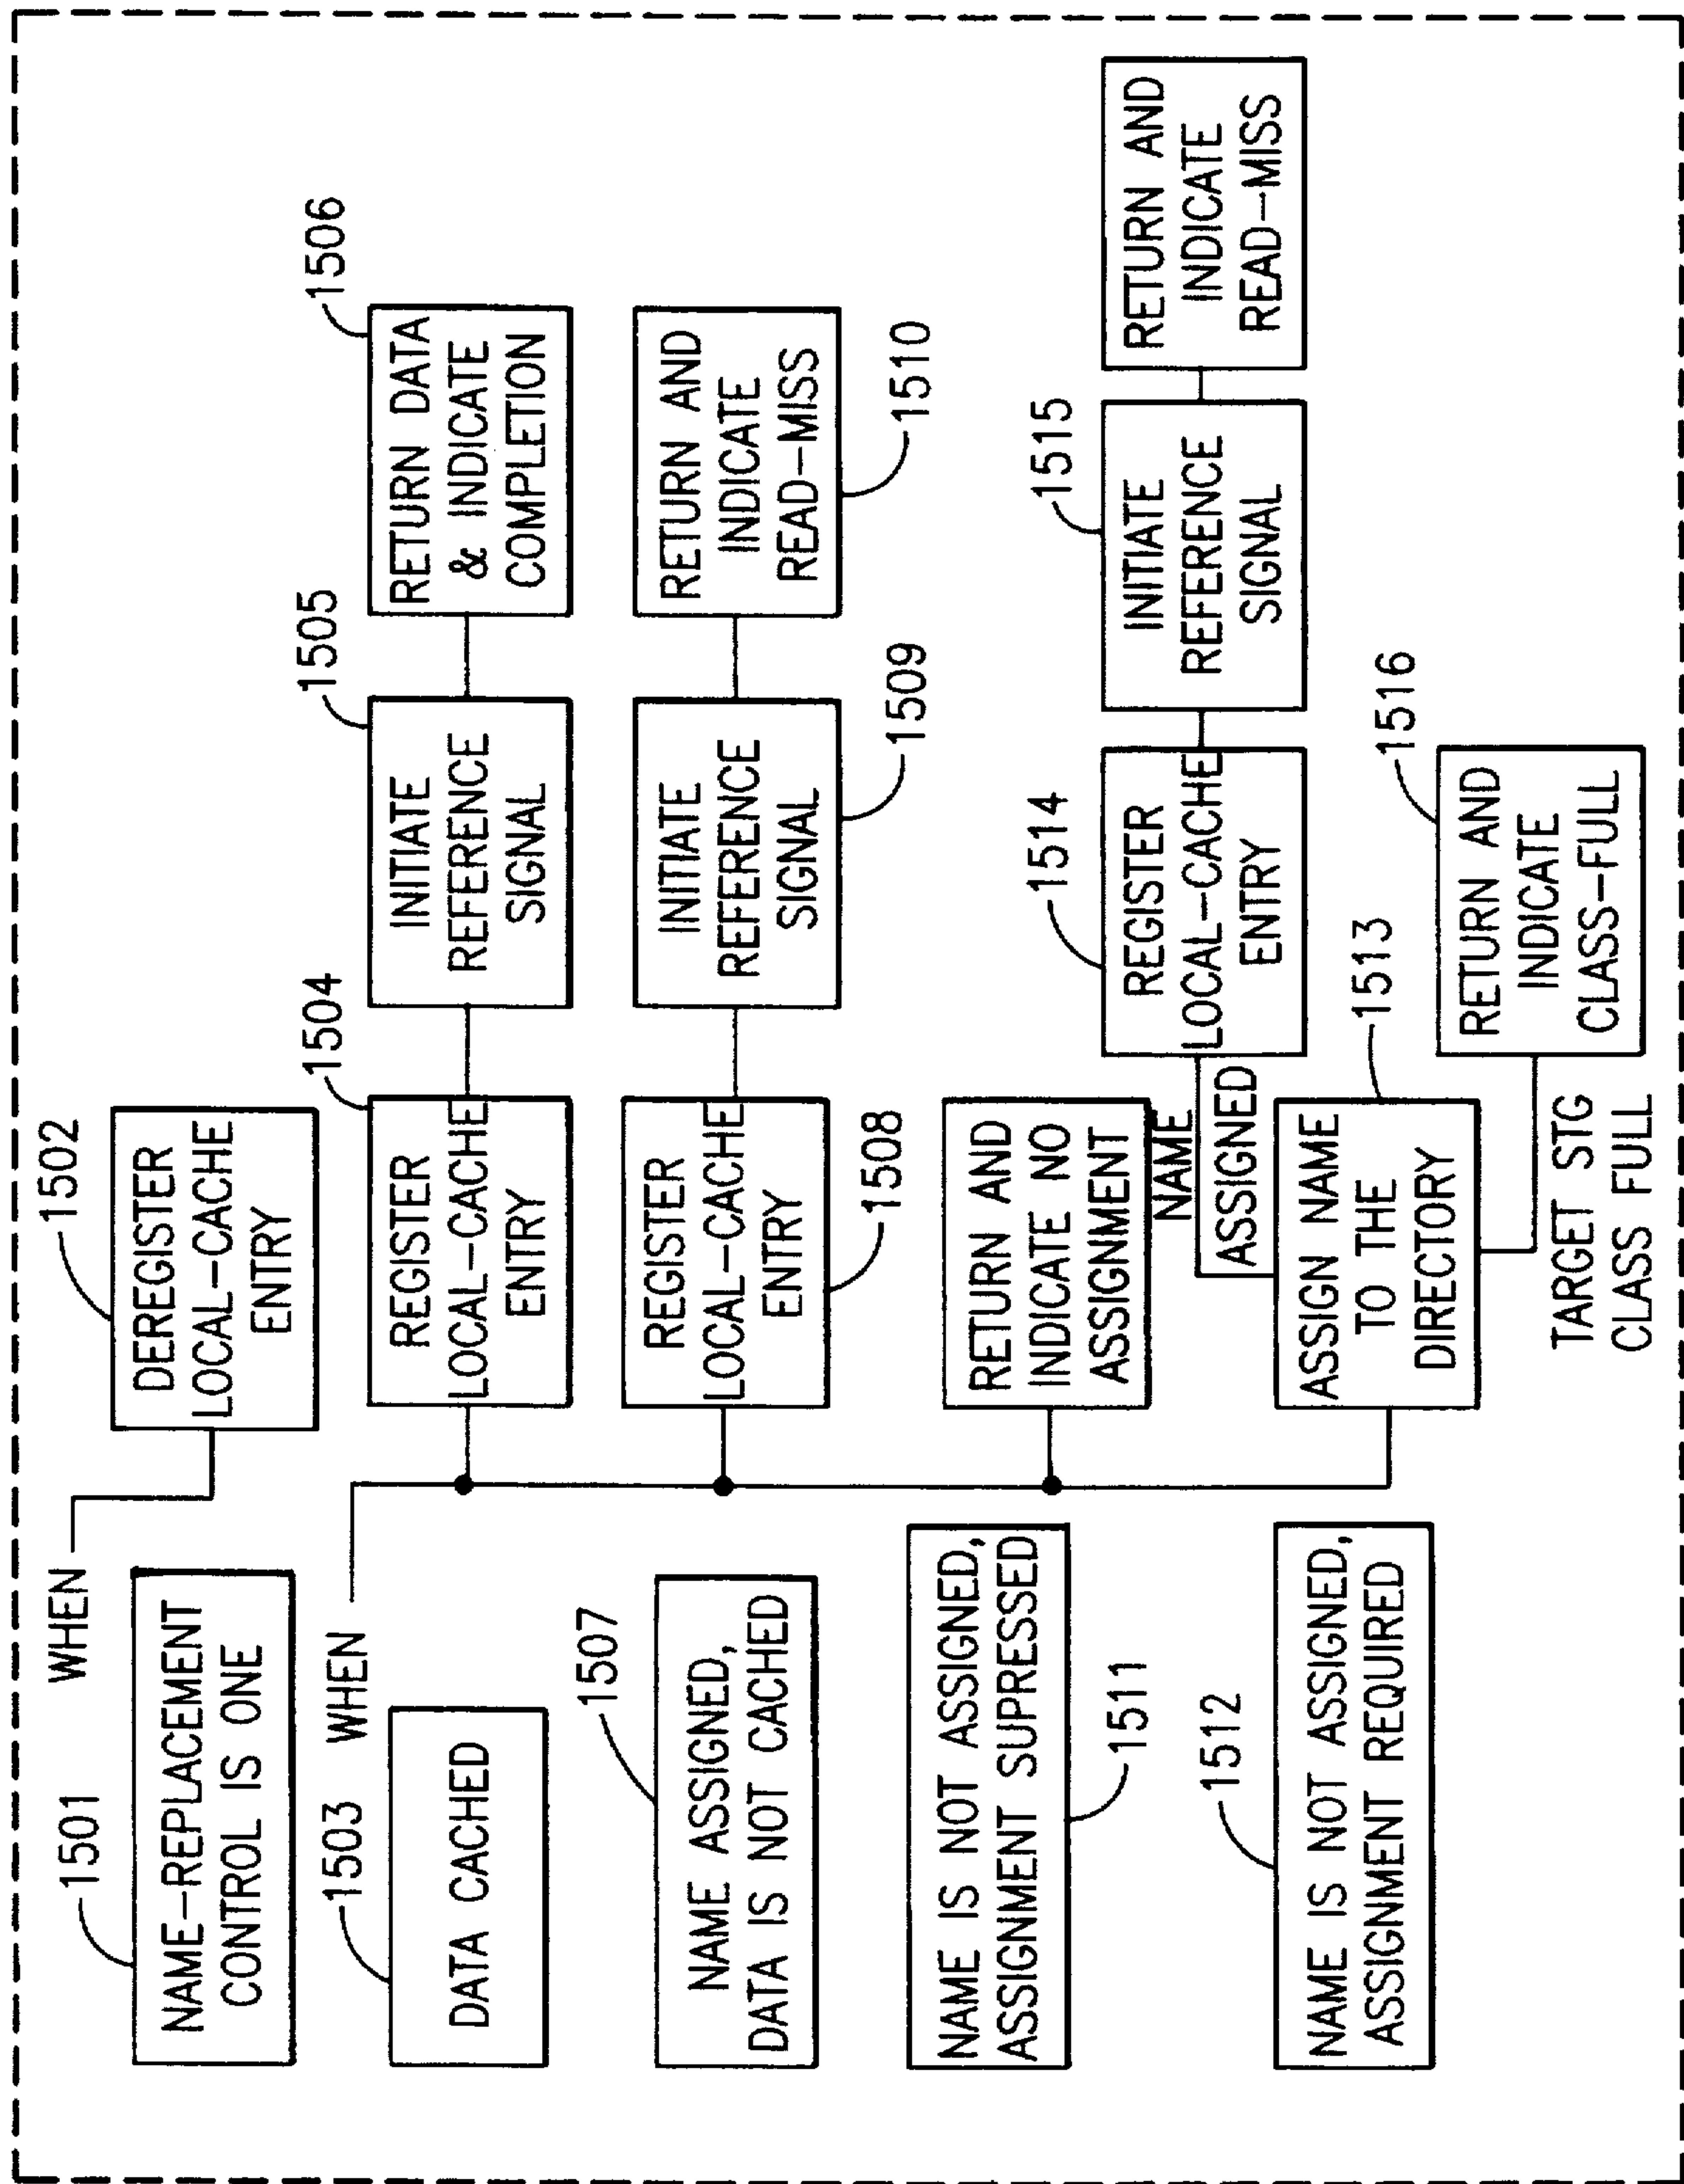 WHEN
1501
NAME-REPLACEMENT
CONTROL IS ONE
1502
DEREGISTER
LOCAL-CACHE
ENTRY
WHEN
1503
DATA CACHED
1504
REGISTER
LOCAL-CACHE
ENTRY
1505
INITIATE
REFERENCE
SIGNAL
1506
RETURN DATA
& INDICATE
COMPLETION
1507
NAME ASSIGNED,
DATA IS NOT CACHED
REGISTER
LOCAL-CACHE
ENTRY
1508
INITIATE
REFERENCE
SIGNAL
1509
RETURN AND
INDICATE
READ-MISS
1510
NAME IS NOT ASSIGNED,
ASSIGNMENT SUPRESSED
1511
RETURN AND
INDICATE NO
ASSIGNMENT
1512
NAME IS NOT ASSIGNED,
ASSIGNMENT REQUIRED
ASSIGN NAME
TO THE
DIRECTORY
1513
NAME
ASSIGNED
1514
REGISTER
LOCAL-CACHE
ENTRY
1515
INITIATE
REFERENCE
SIGNAL
RETURN AND
INDICATE
READ-MISS
TARGET STG
CLASS FULL
1516
RETURN AND
INDICATE
CLASS-FULL